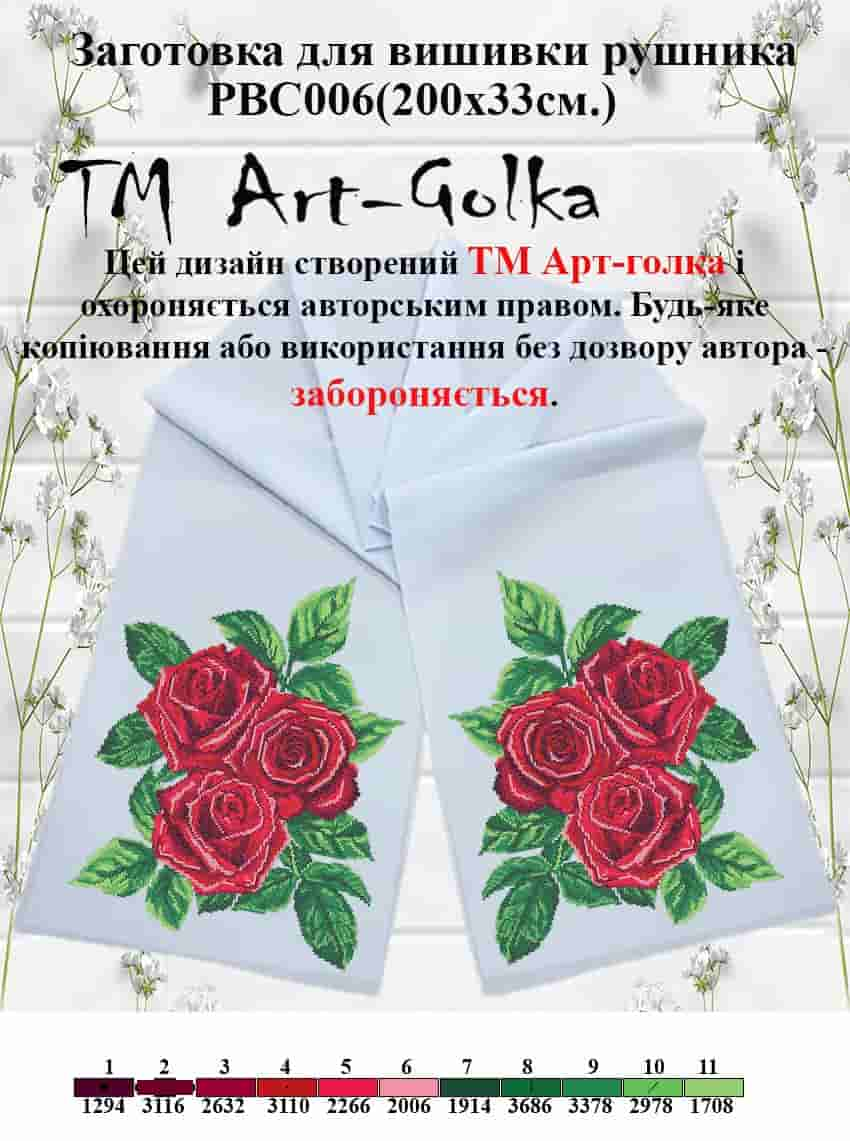 Заготовка для вишивки рушника
РВС006(200х33см.)
TM Art-Golka
Цей дизайн створений ТМ Арт-голка і
охороняється авторським правом. Будь-яке
копіювання або використання без дозволу автора -
забороняється.
1 2 3 4 5 6 7 8 9 10 11
1294 3116 2632 3110 2266 2006 1914 3686 3378 2978 1708